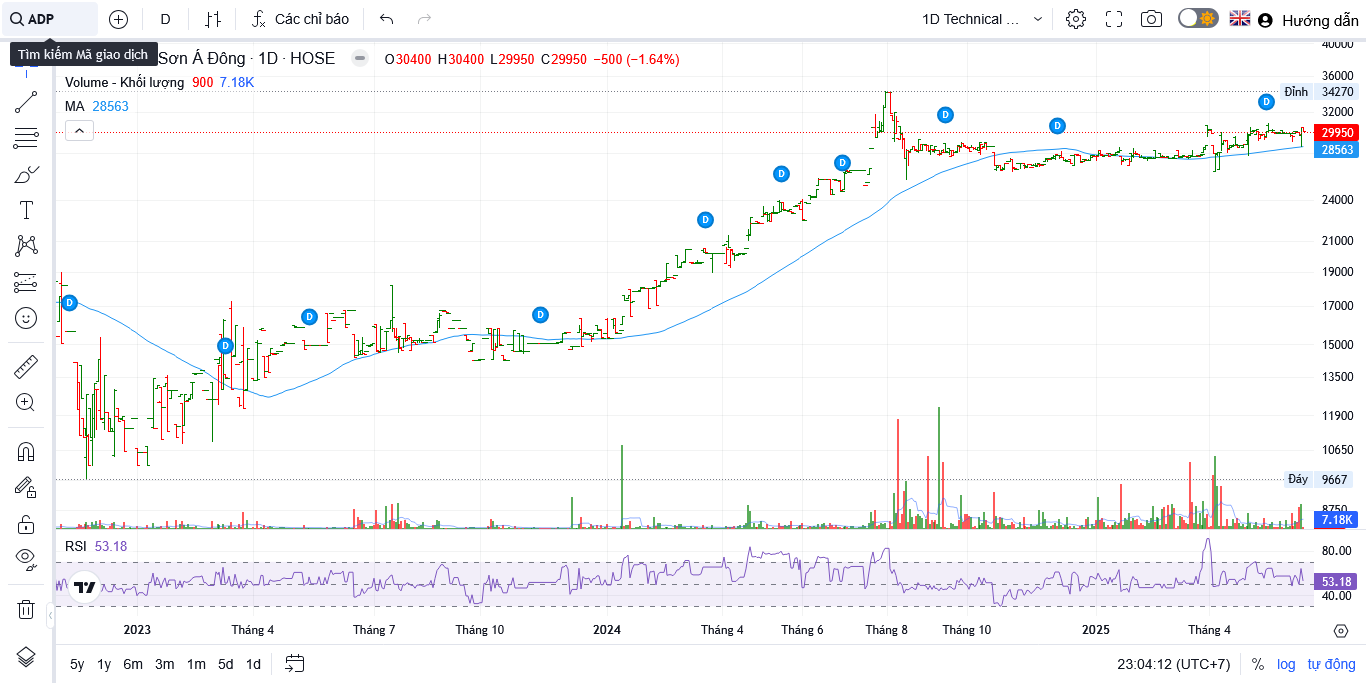 ADP
D
Các chỉ báo
1D Technical ...
Hướng dẫn
Tìm kiếm Mã giao dịch
Sơn Á Đông · 1D · HOSE
O30400 H30400 L29950 C29950 −500 (−1.64%)
Volume - Khối lượng 900 7.18K
MA 28563
40000
36000
Đỉnh 34270
32000
29950
28563
24000
21000
19000
17000
15000
13500
11900
10650
Đáy 9667
8750
7.18K
D
D
D
D
D
D
D
D
D
D
RSI 53.18
80.00
53.18
40.00
2023 Tháng 4 Tháng 7 Tháng 10 2024 Tháng 4 Tháng 6 Tháng 8 Tháng 10 2025 Tháng 4
5y 1y 6m 3m 1m 5d 1d
23:04:12 (UTC+7) % log tự động